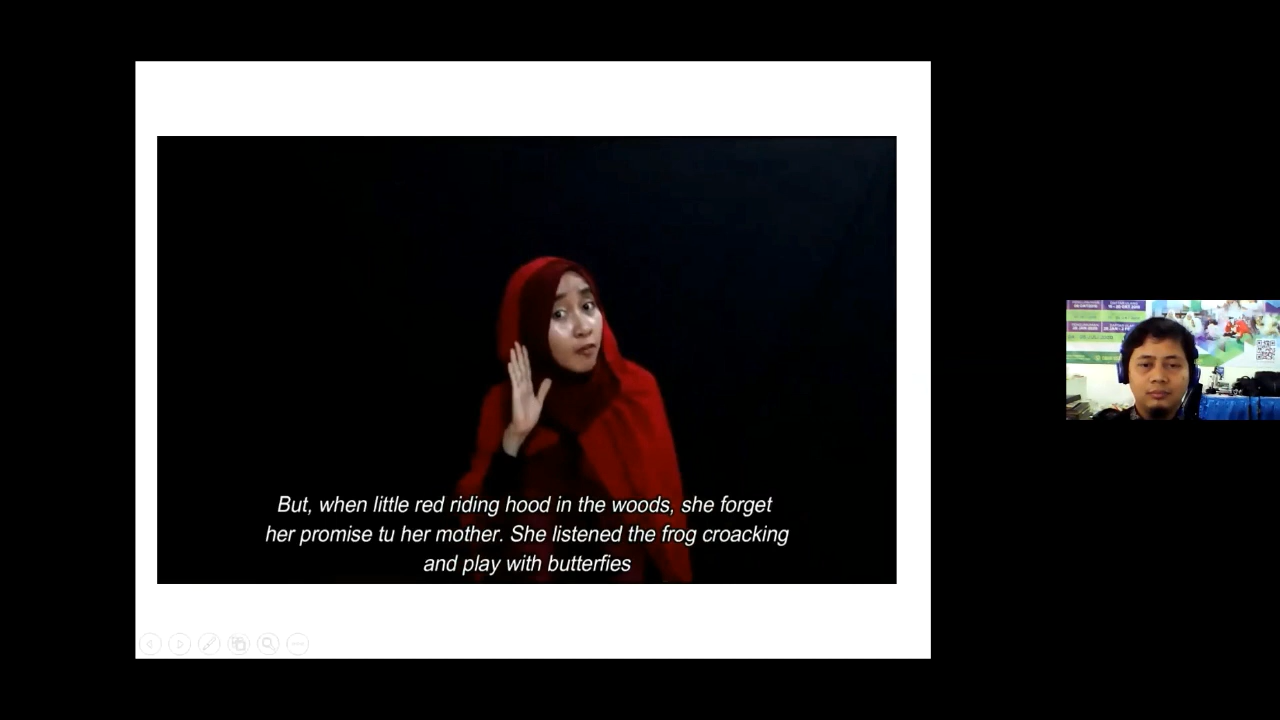 But, when little red riding hood in the woods, she forget
her promise tu her mother. She listened the frog croacking
and play with butterfies